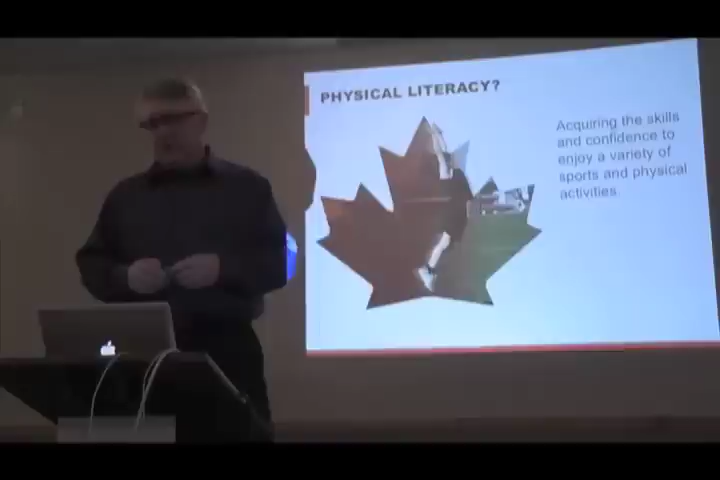 PHYSICAL LITERACY?
Acquiring the skills
and confidence to
enjoy a variety of
sports and physical
activities.